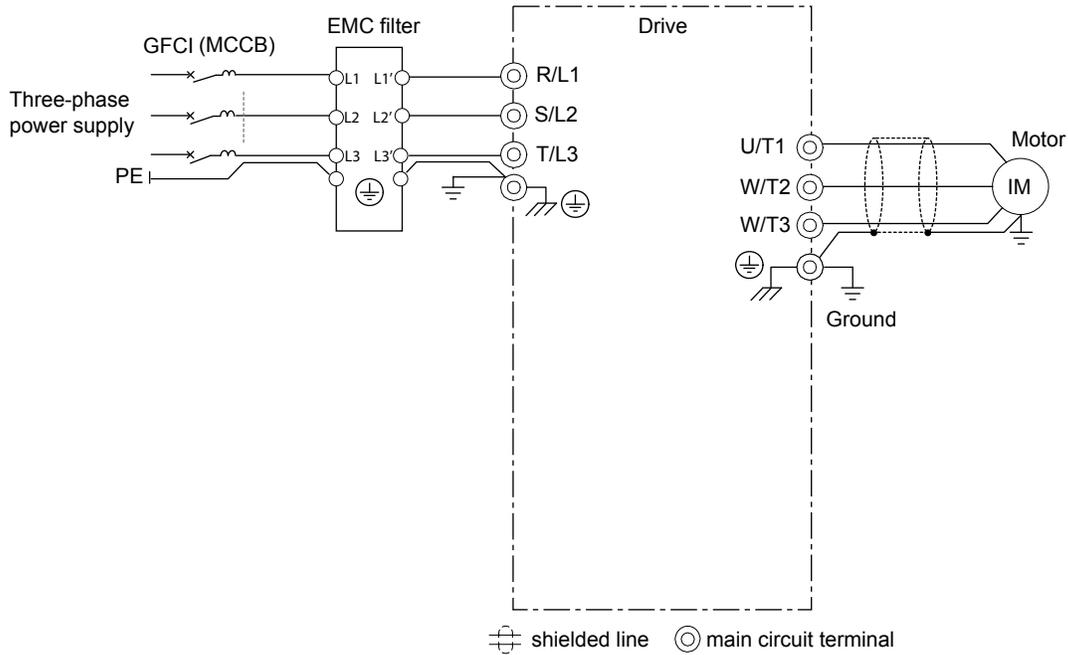 EMC filter
Drive
GFCI (MCCB)
L1 L1′
R/L1
Three-phase
power supply
L2 L2′
S/L2
L3 L3′
T/L3
PE
U/T1
Motor
W/T2
IM
W/T3
Ground
shielded line
main circuit terminal